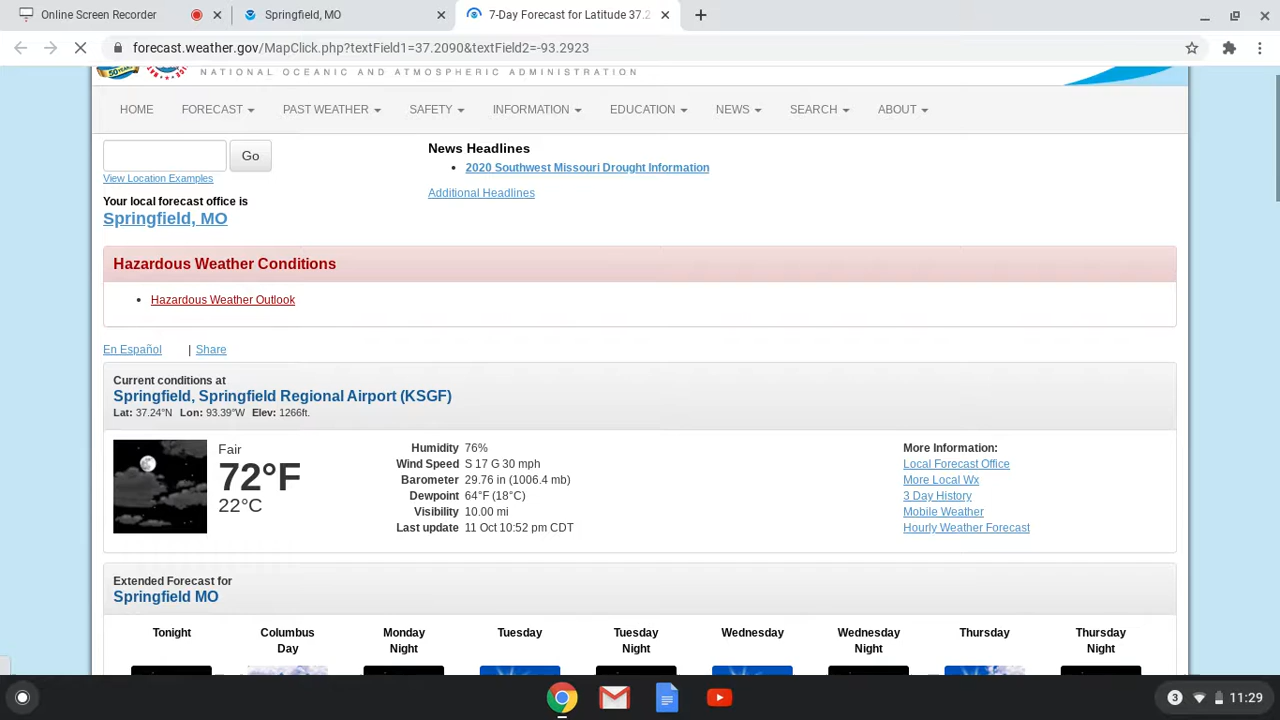 Online Screen Recorder
Springfield, MO
7-Day Forecast for Latitude 37.2
forecast.weather.gov/MapClick.php?textField1=37.2090&textField2=-93.2923
50 YEARS
NATIONAL OCEANIC AND ATMOSPHERIC ADMINISTRATION
HOME FORECAST PAST WEATHER SAFETY INFORMATION EDUCATION NEWS SEARCH ABOUT
Go
View Location Examples
News Headlines
2020 Southwest Missouri Drought Information
Additional Headlines
Your local forecast office is
Springfield, MO
Hazardous Weather Conditions
Hazardous Weather Outlook
En Español | Share
Current conditions at
Springfield, Springfield Regional Airport (KSGF)
Lat: 37.24°N Lon: 93.39°W Elev: 1266ft.
Fair
72°F
22°C
Humidity 76%
Wind Speed S 17 G 30 mph
Barometer 29.76 in (1006.4 mb)
Dewpoint 64°F (18°C)
Visibility 10.00 mi
Last update 11 Oct 10:52 pm CDT
More Information:
Local Forecast Office
More Local Wx
3 Day History
Mobile Weather
Hourly Weather Forecast
Extended Forecast for
Springfield MO
Tonight Columbus Monday Tuesday Tuesday Wednesday Wednesday Thursday Thursday
Day Night Night Night Night
3 11:29